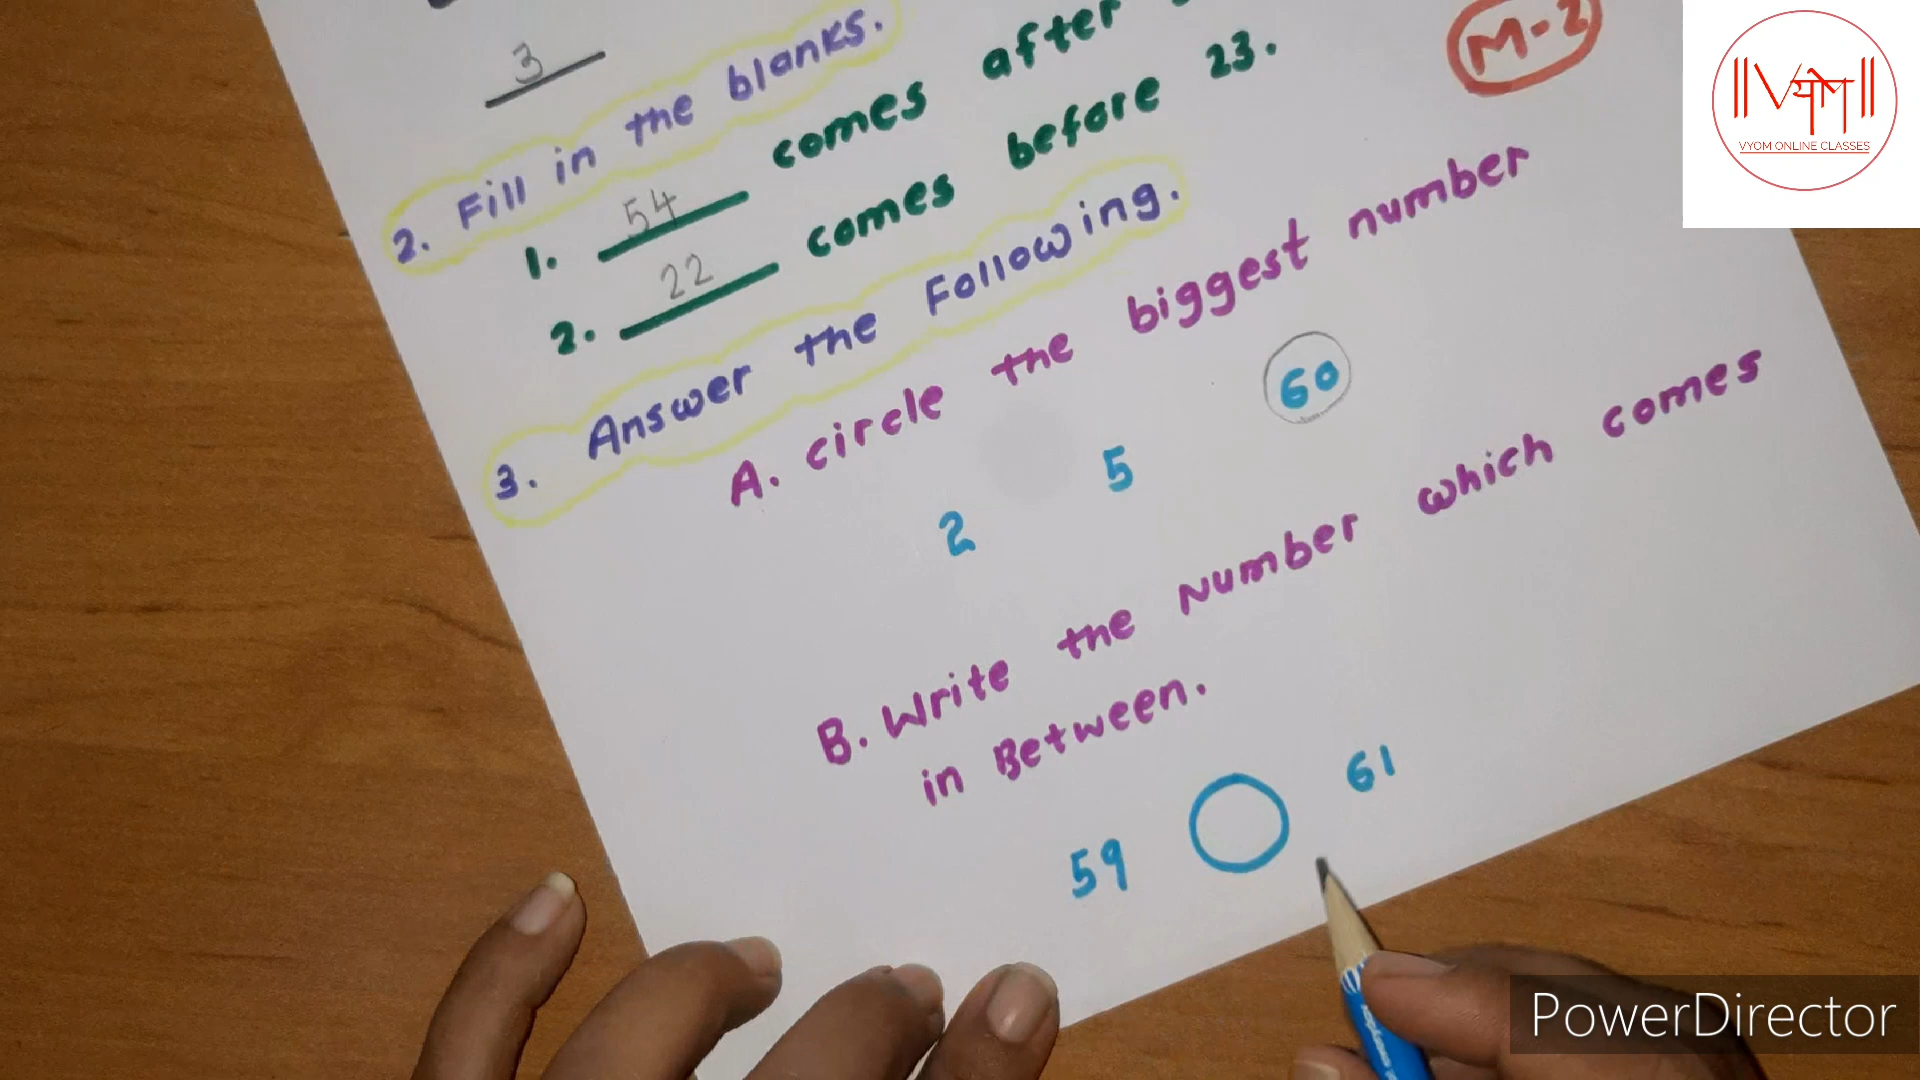 3
2. Fill in the blanks.
M-2
1. 54 comes after
2. 22 comes before 23.
3. Answer the Following.
A. circle the biggest number
2 5 60
B. Write the Number which comes
in Between.
59 61
||व्योम||
VYOM ONLINE CLASSES
PowerDirector